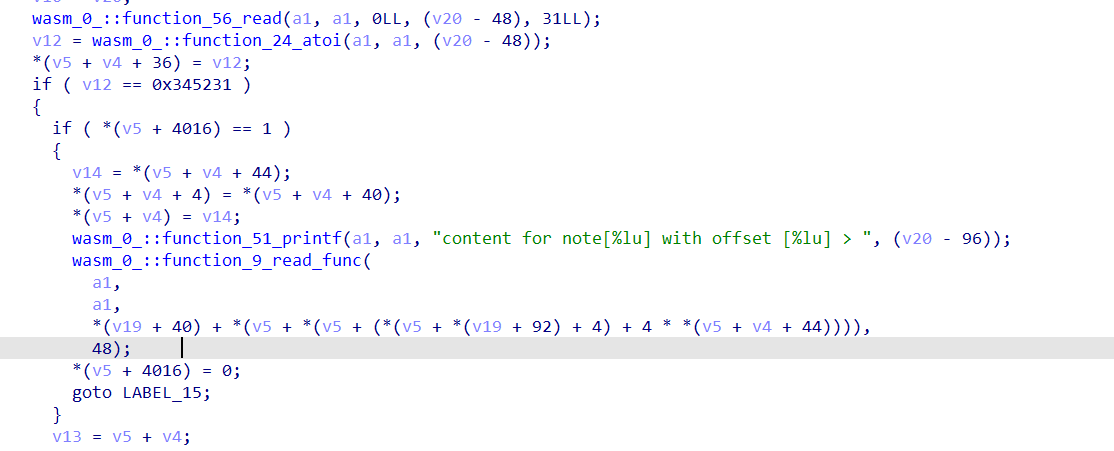 wasm_0_::function_56_read(a1, a1, 0LL, (v20 - 48), 31LL);
v12 = wasm_0_::function_24_atoi(a1, a1, (v20 - 48));
*(v5 + v4 + 36) = v12;
if ( v12 == 0x345231 )
{
if ( *(v5 + 4016) == 1 )
{
v14 = *(v5 + v4 + 44);
*(v5 + v4 + 4) = *(v5 + v4 + 40);
*(v5 + v4) = v14;
wasm_0_::function_51_printf(a1, a1, "content for note[%lu] with offset [%lu] > ", (v20 - 96));
wasm_0_::function_9_read_func(
a1,
a1,
*(v19 + 40) + *(v5 + *(v5 + (*(v5 + *(v19 + 92) + 4) + 4 * *(v5 + v4 + 44)))),
48);
*(v5 + 4016) = 0;
goto LABEL_15;
}
v13 = v5 + v4;